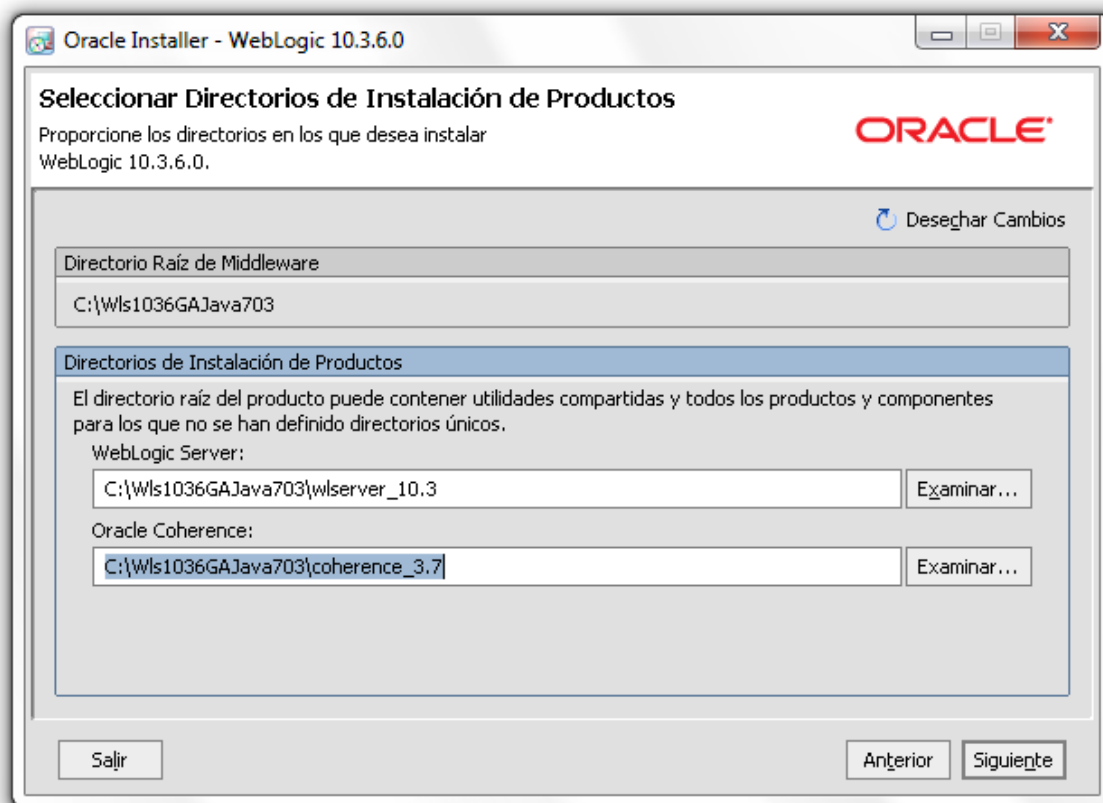 Oracle Installer - WebLogic 10.3.6.0
Seleccionar Directorios de Instalación de Productos
Proporcione los directorios en los que desea instalar
WebLogic 10.3.6.0.
ORACLE
Desechar Cambios
Directorio Raíz de Middleware
C:\Wls1036GAJava703
Directorios de Instalación de Productos
El directorio raíz del producto puede contener utilidades compartidas y todos los productos y componentes
para los que no se han definido directorios únicos.
WebLogic Server:
C:\Wls1036GAJava703\wlserver_10.3
Examinar...
Oracle Coherence:
C:\Wls1036GAJava703\coherence_3.7
Examinar...
Salir
Anterior
Siguiente